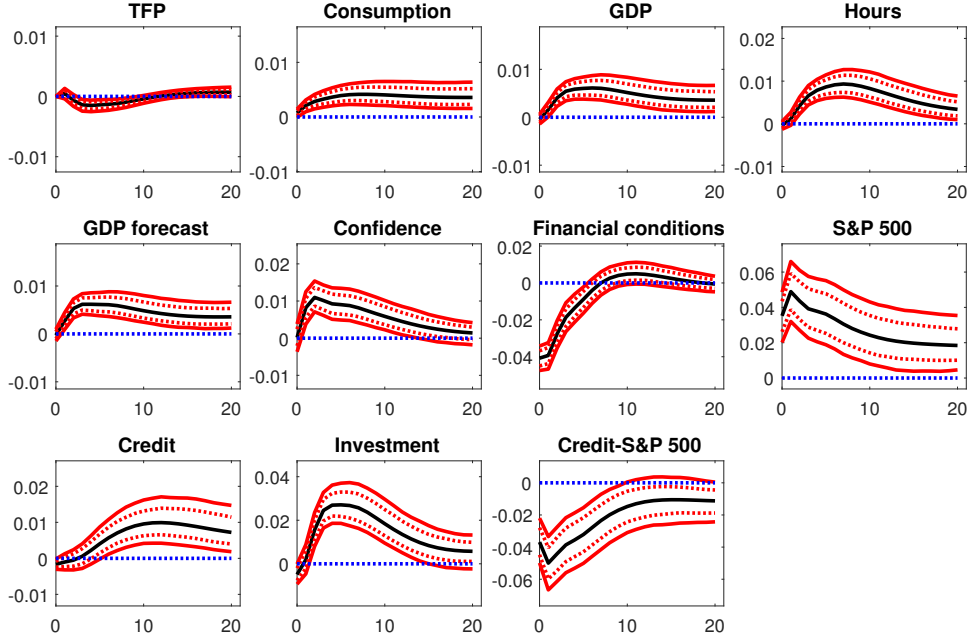 TFP Consumption GDP Hours
0.01 0.01 0.01 0.02
0 0 0 0.01
-0.01 -0.01 -0.01 0
-0.01
0 10 20 0 10 20 0 10 20 0 10 20
GDP forecast Confidence Financial conditions S&P 500
0.01 0.02 0.02 0.06
0 0.01 0 0.04
-0.01 0 -0.02 0.02
-0.01 -0.04 0
0 10 20 0 10 20 0 10 20 0 10 20
Credit Investment Credit-S&P 500
0.02 0.04 0
0.01 0.02 -0.02
0 0 -0.04
-0.01 -0.06
0 10 20 0 10 20 0 10 20